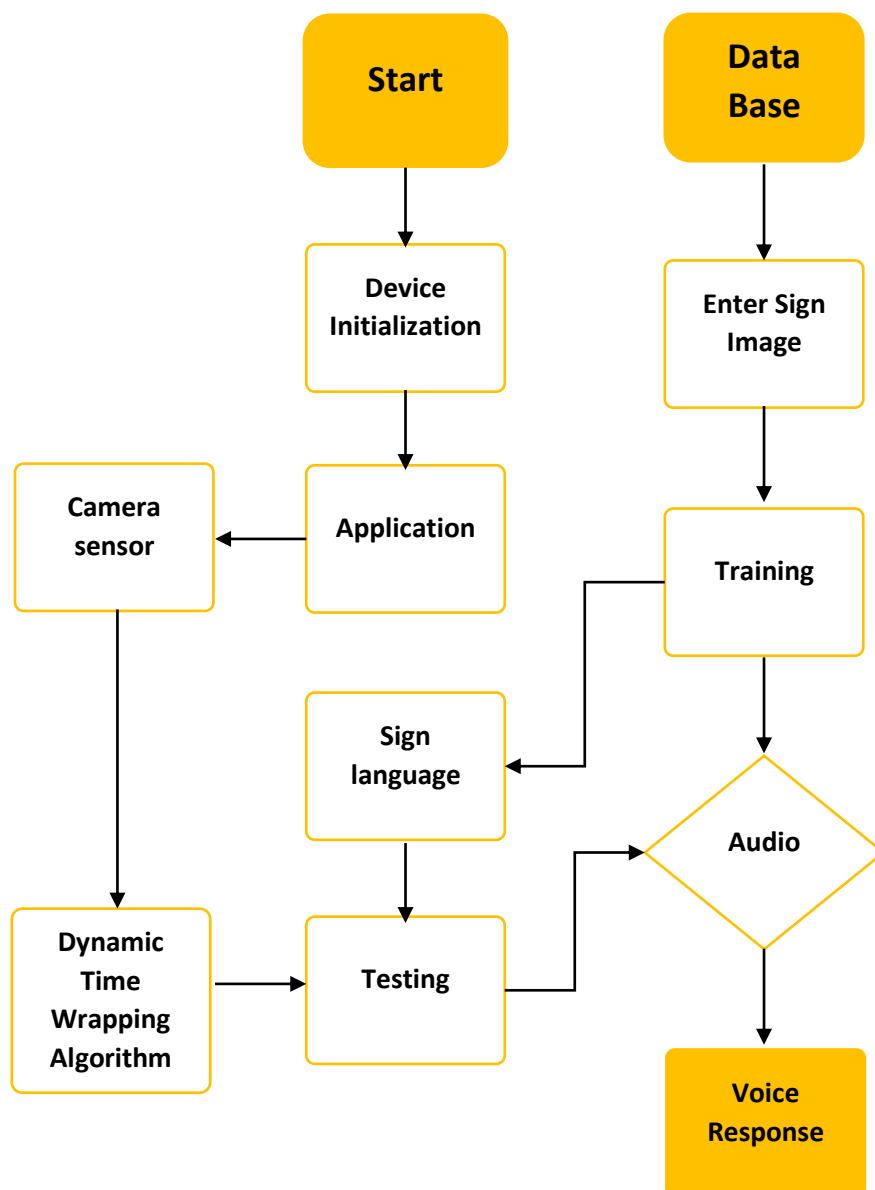 Start
Data
Base
Device
Initialization
Enter Sign
Image
Camera
sensor
Application
Training
Sign
language
Audio
Dynamic
Time
Wrapping
Algorithm
Testing
Voice
Response